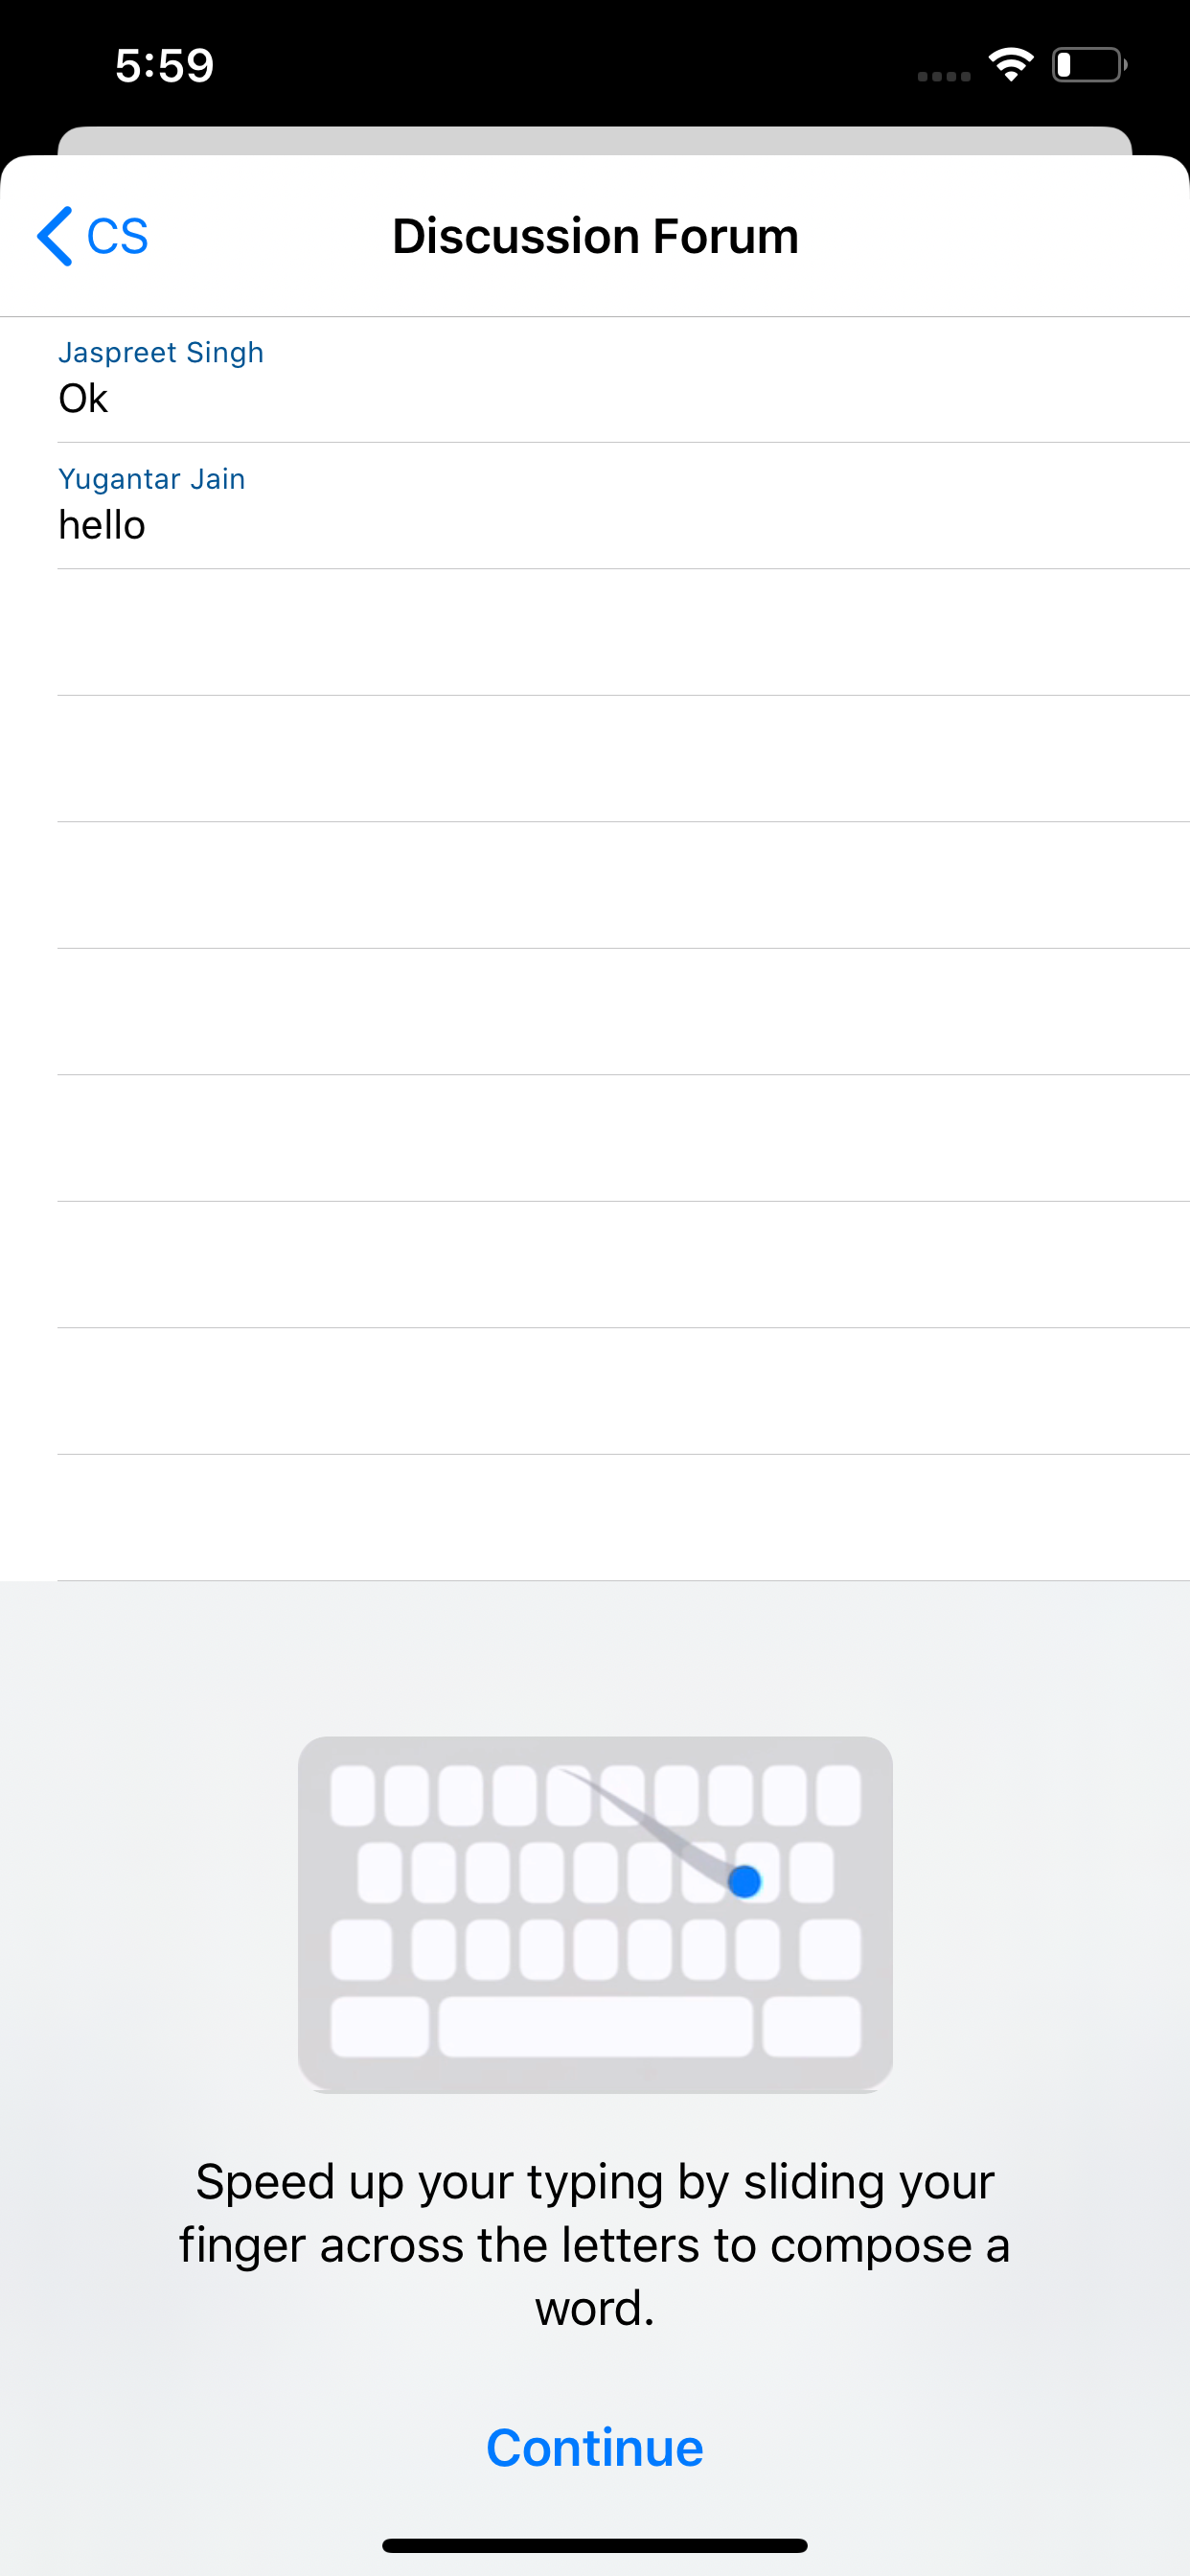 5:59
CS
Discussion Forum
Jaspreet Singh
Ok
Yugantar Jain
hello
Speed up your typing by sliding your
finger across the letters to compose a
word.
Continue